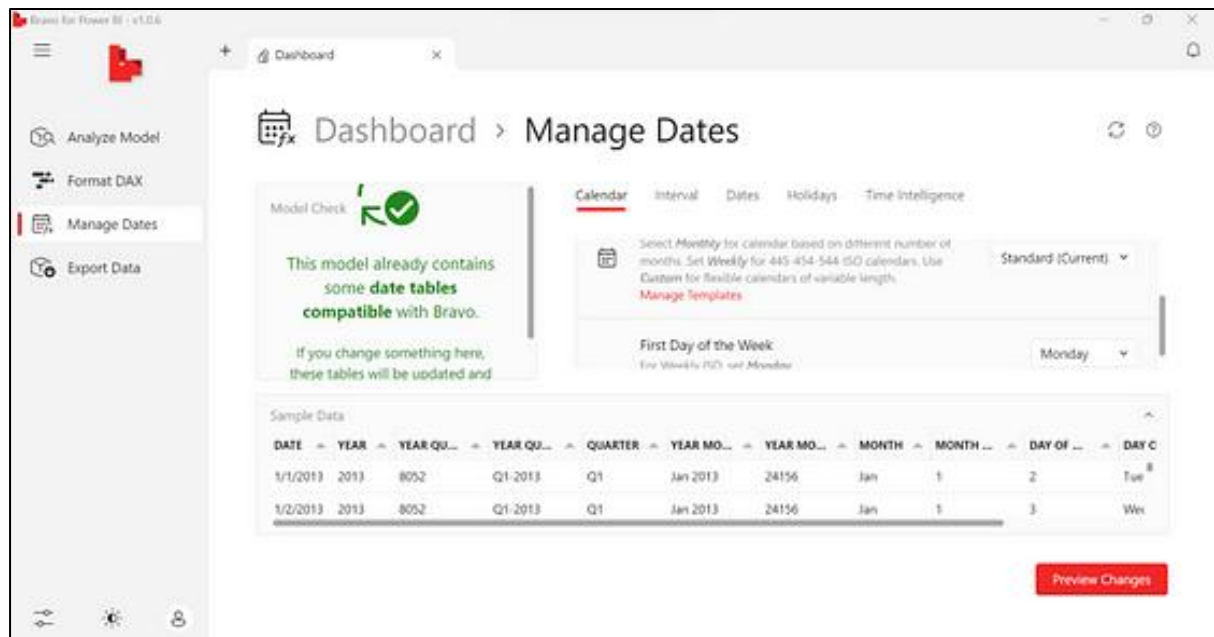 Bravo for Power BI - v1.0.6
Dashboard
Analyze Model
Format DAX
Manage Dates
Export Data
Dashboard > Manage Dates
Model Check
This model already contains
some date tables
compatible with Bravo.
If you change something here,
these tables will be updated and
Calendar Interval Dates Holidays Time Intelligence
Select Monthly for calendar based on different number of
months. Set Weekly for 445-454-544 ISO calendars. Use
Custom for flexible calendars of variable length.
Manage Templates
Standard (Current)
First Day of the Week
For Weekly ISO, set Monday.
Monday
Sample Data
DATE YEAR YEAR QU... YEAR QU... QUARTER YEAR MO... YEAR MO... MONTH MONTH ... DAY OF ... DAY O
1/1/2013 2013 8052 Q1-2013 Q1 Jan 2013 24156 Jan 1 2 Tue
1/2/2013 2013 8052 Q1-2013 Q1 Jan 2013 24156 Jan 1 3 Wed
Preview Changes